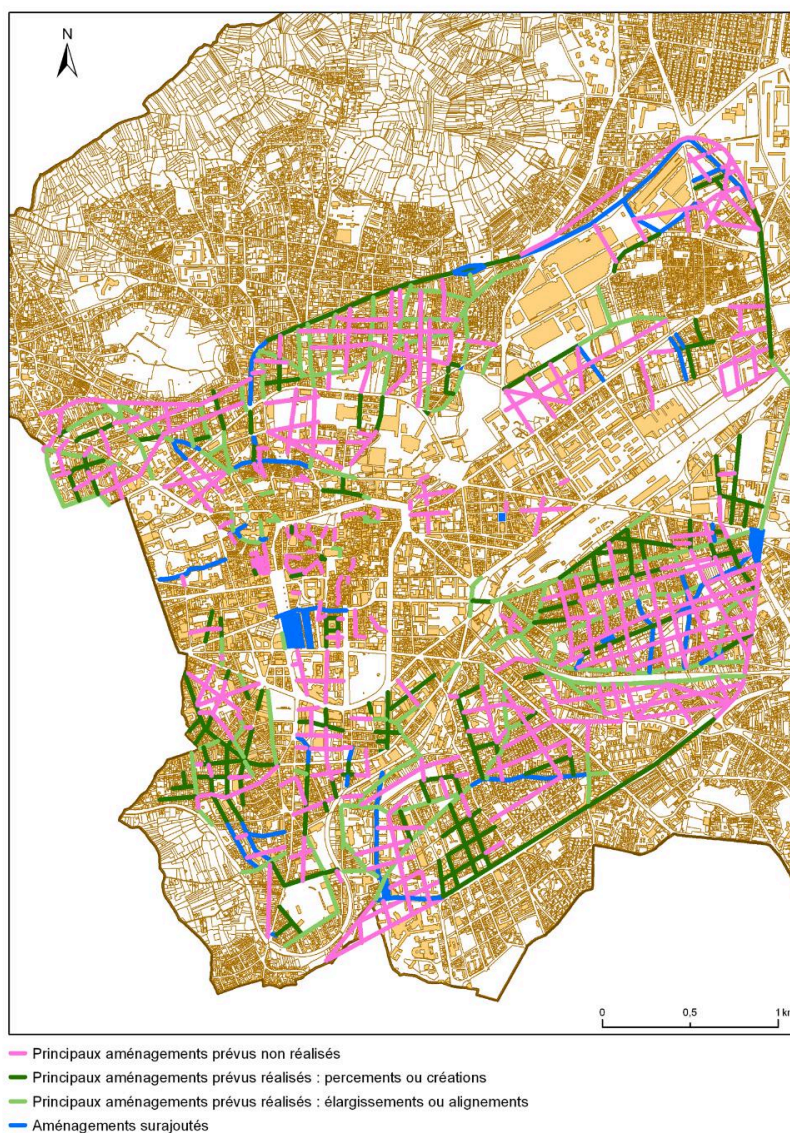 N
0 0,5 1 km
Principaux aménagements prévus non réalisés
Principaux aménagements prévus réalisés : percements ou créations
Principaux aménagements prévus réalisés : élargissements ou alignements
Aménagements surajoutés